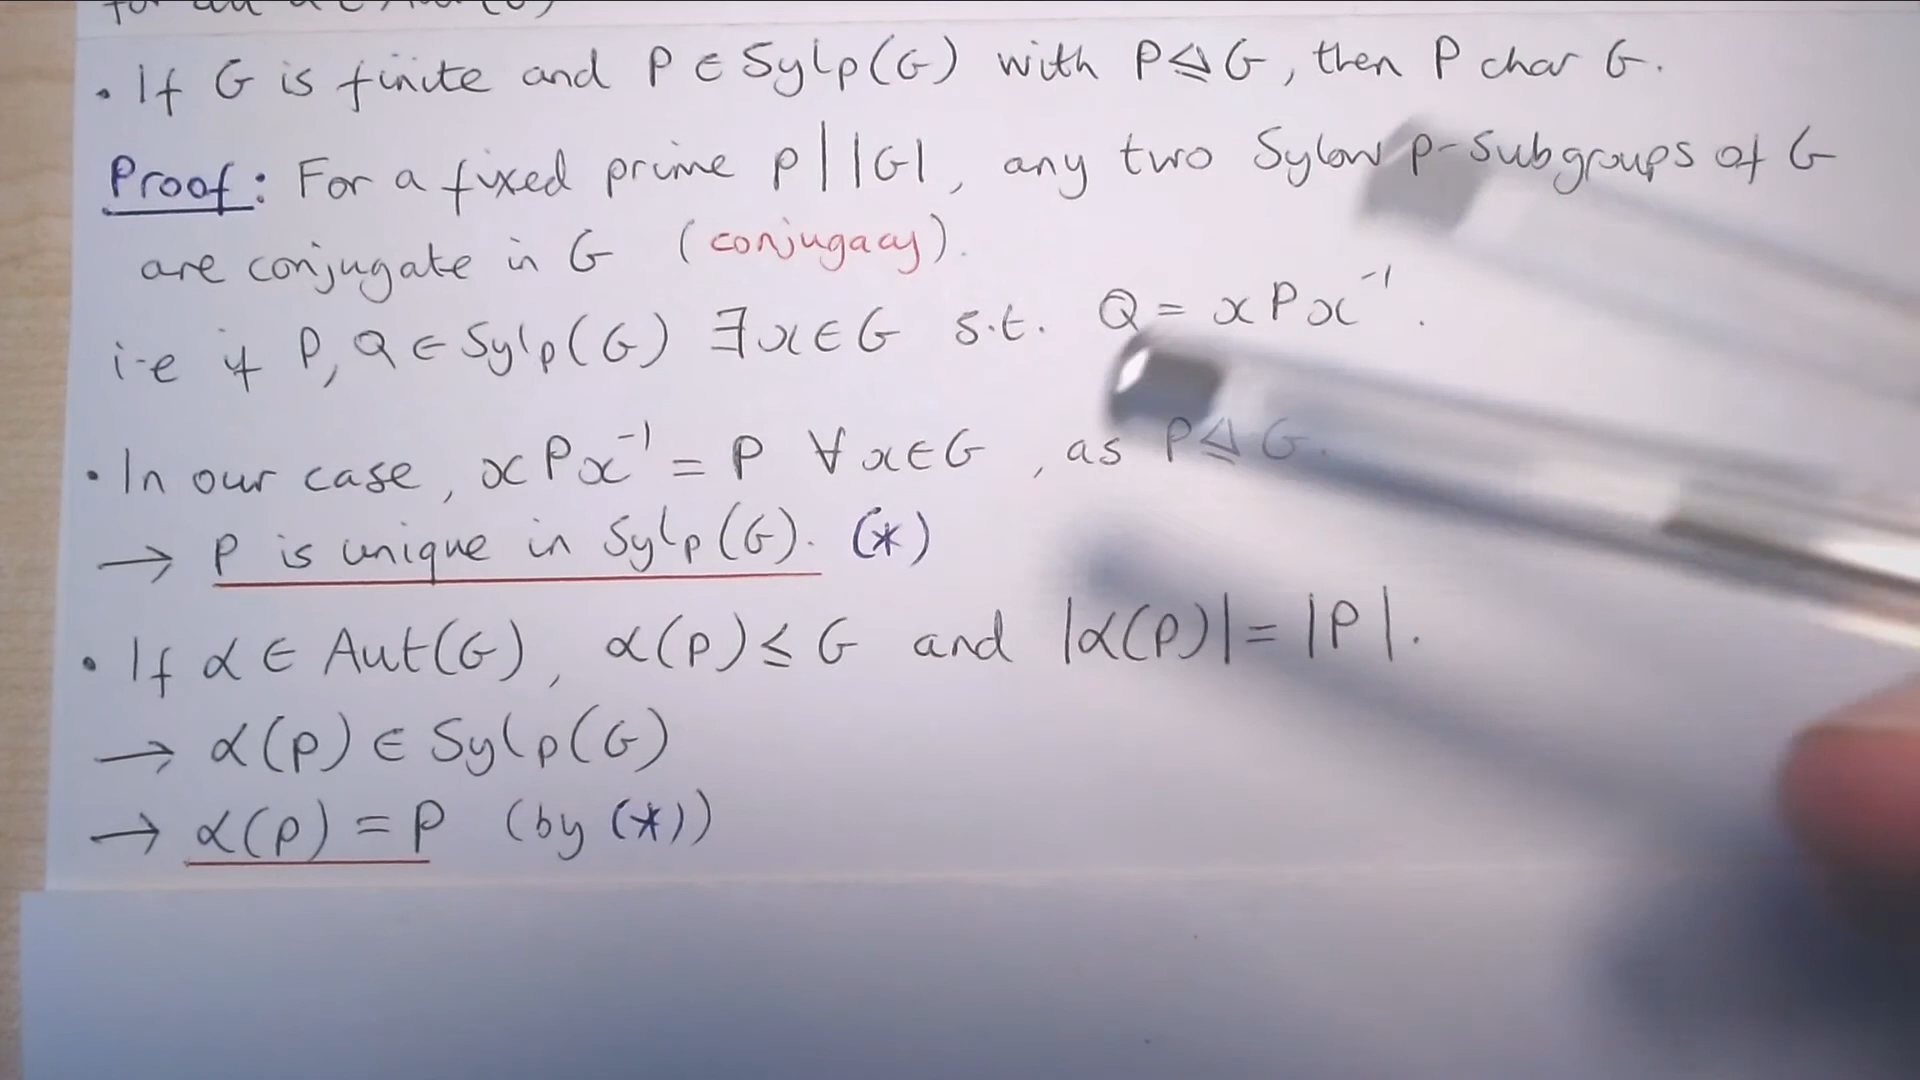 • If G is finite and P ∈ Sylp(G) with P⊴G, then P char G.
Proof: For a fixed prime p | |G|, any two Sylow p-subgroups of G
are conjugate in G (conjugacy).
i-e if P, Q ∈ Sylp(G) ∃x∈G s.t. Q = xPx⁻¹.
• In our case, xPx⁻¹ = P ∀x∈G, as P⊴G.
→ P is unique in Sylp(G). (*)
• If α ∈ Aut(G), α(P) ≤ G and |α(P)| = |P|.
→ α(P) ∈ Sylp(G)
→ α(P) = P (by (*))